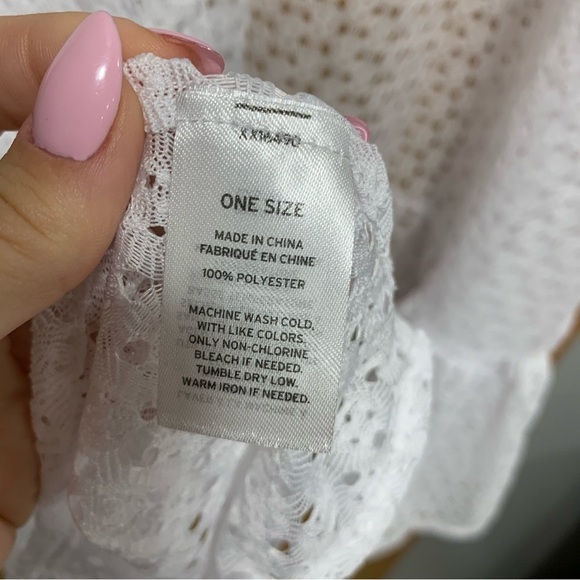 ONE SIZE
MADE IN CHINA
FABRIQUÉ EN CHINE
100% POLYESTER
MACHINE WASH COLD,
WITH LIKE COLORS.
ONLY NON-CHLORINE
BLEACH IF NEEDED.
TUMBLE DRY LOW.
WARM IRON IF NEEDED.